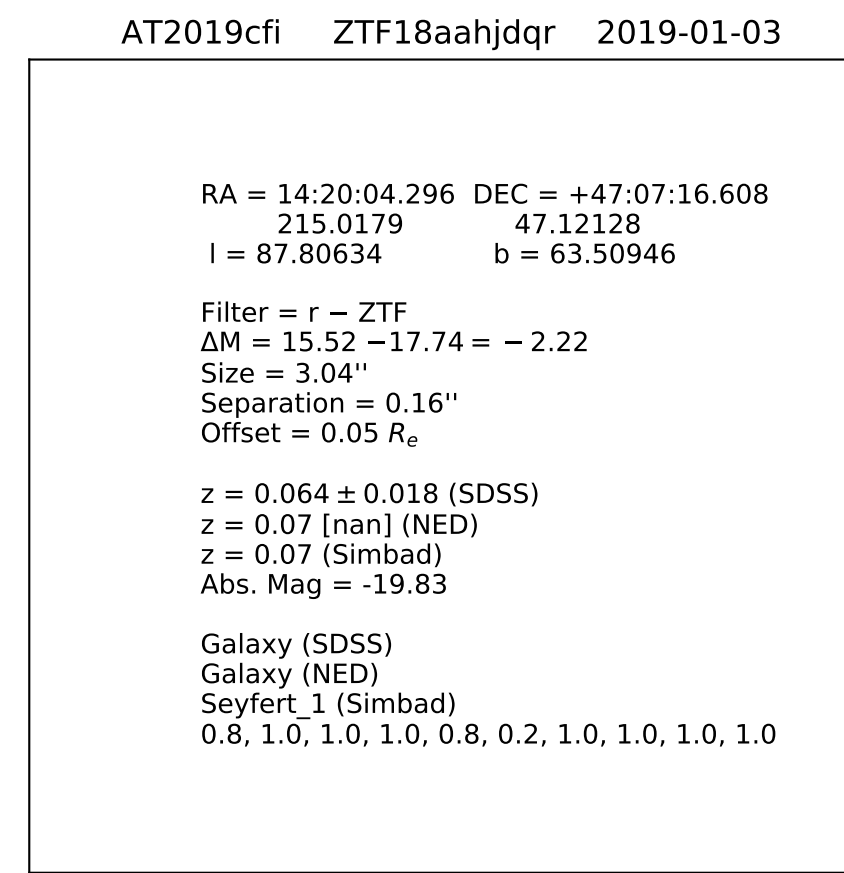 AT2019cfi ZTF18aahjdqr 2019-01-03
RA = 14:20:04.296 DEC = +47:07:16.608
215.0179 47.12128
l = 87.80634 b = 63.50946
Filter = r − ZTF
ΔM = 15.52 −17.74 = − 2.22
Size = 3.04''
Separation = 0.16''
Offset = 0.05 Re
z = 0.064 ± 0.018 (SDSS)
z = 0.07 [nan] (NED)
z = 0.07 (Simbad)
Abs. Mag = -19.83
Galaxy (SDSS)
Galaxy (NED)
Seyfert_1 (Simbad)
0.8, 1.0, 1.0, 1.0, 0.8, 0.2, 1.0, 1.0, 1.0, 1.0